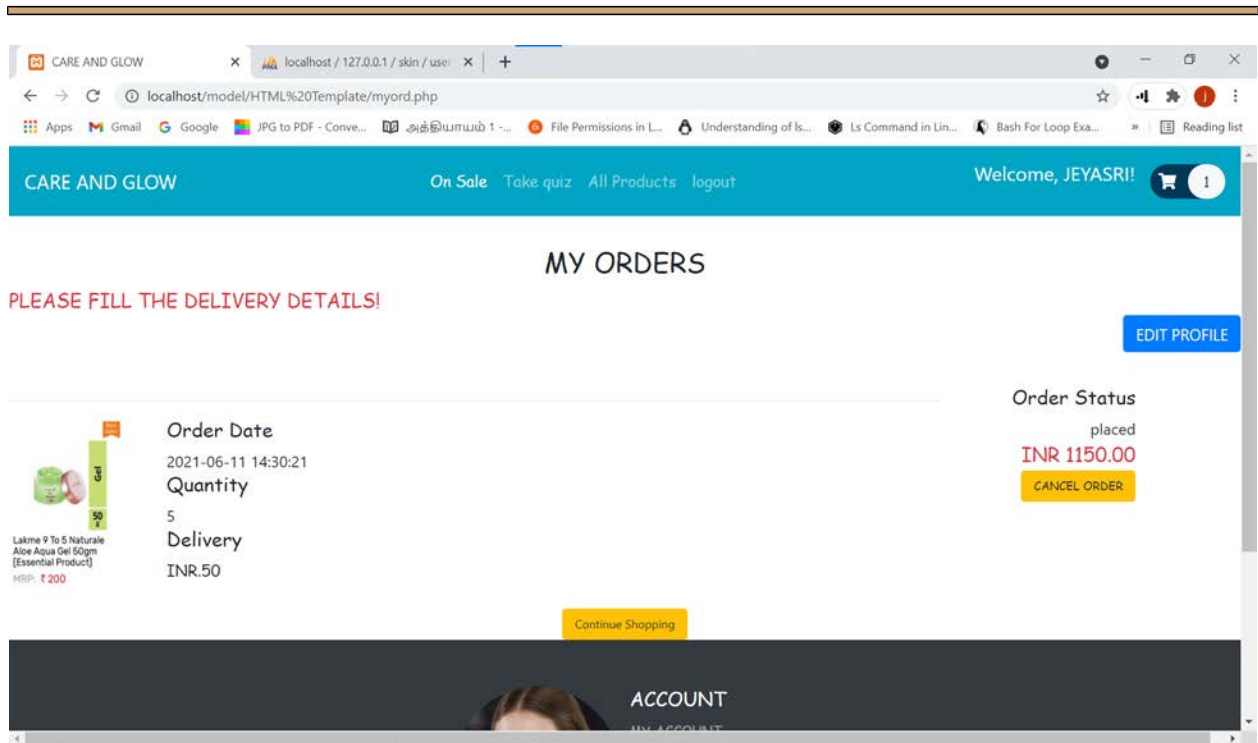 CARE AND GLOW
localhost / 127.0.0.1 / skin / user
localhost/model/HTML%20Template/myord.php
Apps Gmail Google JPG to PDF - Conve... அத்தியாயம் 1 -... File Permissions in L... Understanding of ls... Ls Command in Lin... Bash For Loop Exa... » Reading list
CARE AND GLOW On Sale Take quiz All Products logout Welcome, JEYASRI! 1
MY ORDERS
PLEASE FILL THE DELIVERY DETAILS!
EDIT PROFILE
Order Status
placed
INR 1150.00
CANCEL ORDER
Order Date
2021-06-11 14:30:21
Quantity
5
Delivery
INR.50
Gel
50
g
Lakme 9 To 5 Naturale
Aloe Aqua Gel 50gm
[Essential Product]
MRP: ₹ 200
Continue Shopping
ACCOUNT
MY ACCOUNT